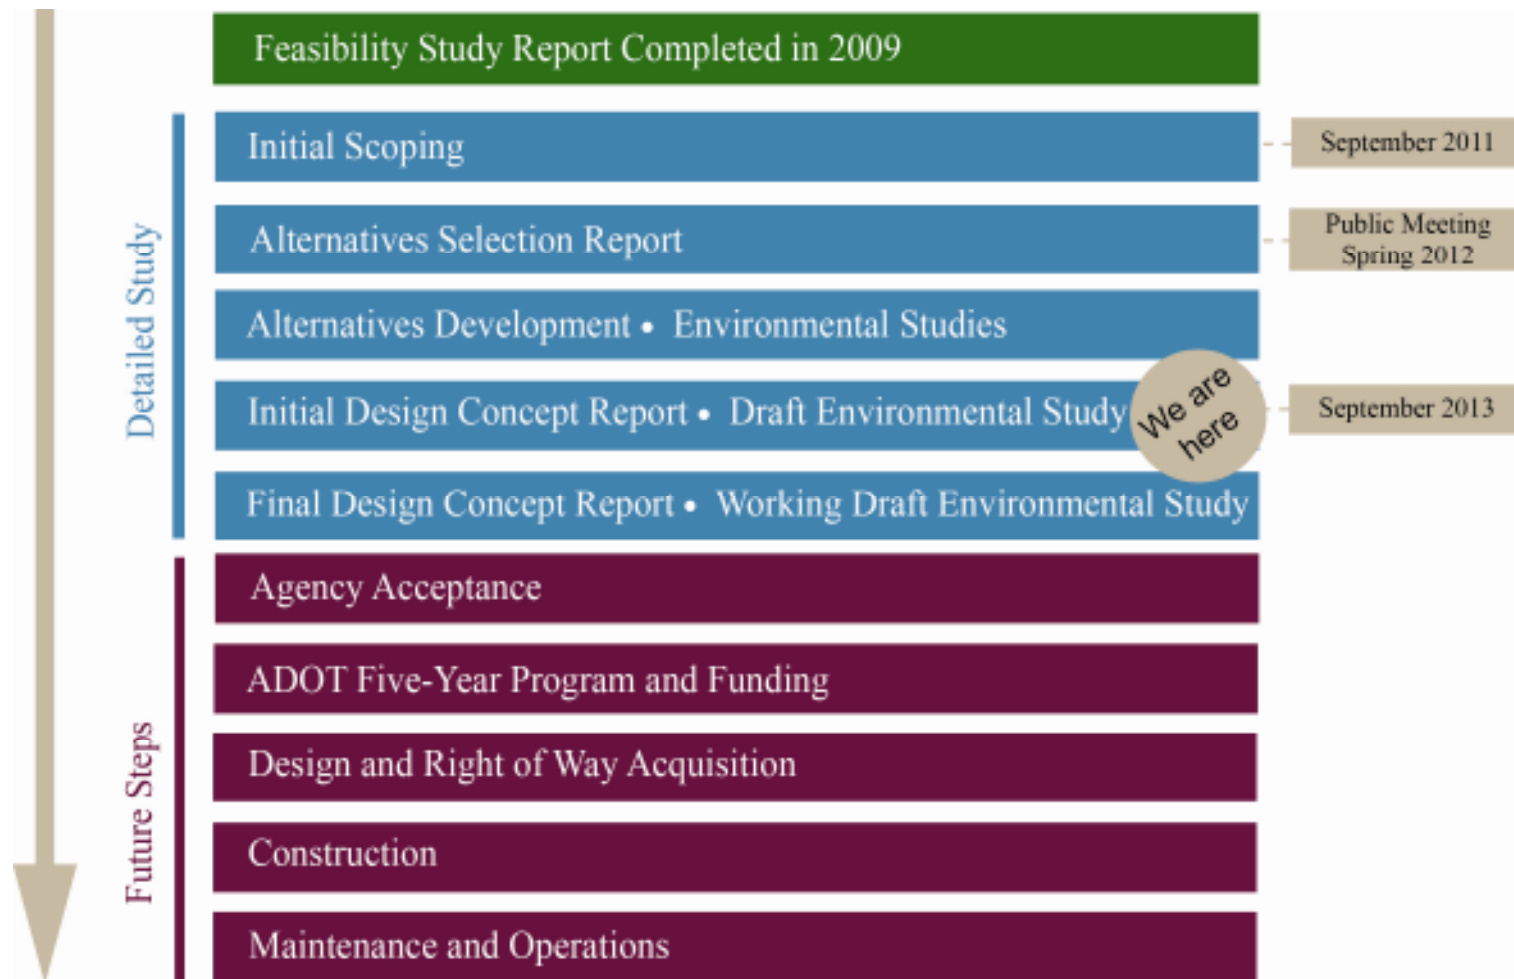 Feasibility Study Report Completed in 2009
Detailed Study
Initial Scoping
September 2011
Alternatives Selection Report
Public Meeting
Spring 2012
Alternatives Development • Environmental Studies
Initial Design Concept Report • Draft Environmental Study
We are
here
September 2013
Final Design Concept Report • Working Draft Environmental Study
Future Steps
Agency Acceptance
ADOT Five-Year Program and Funding
Design and Right of Way Acquisition
Construction
Maintenance and Operations